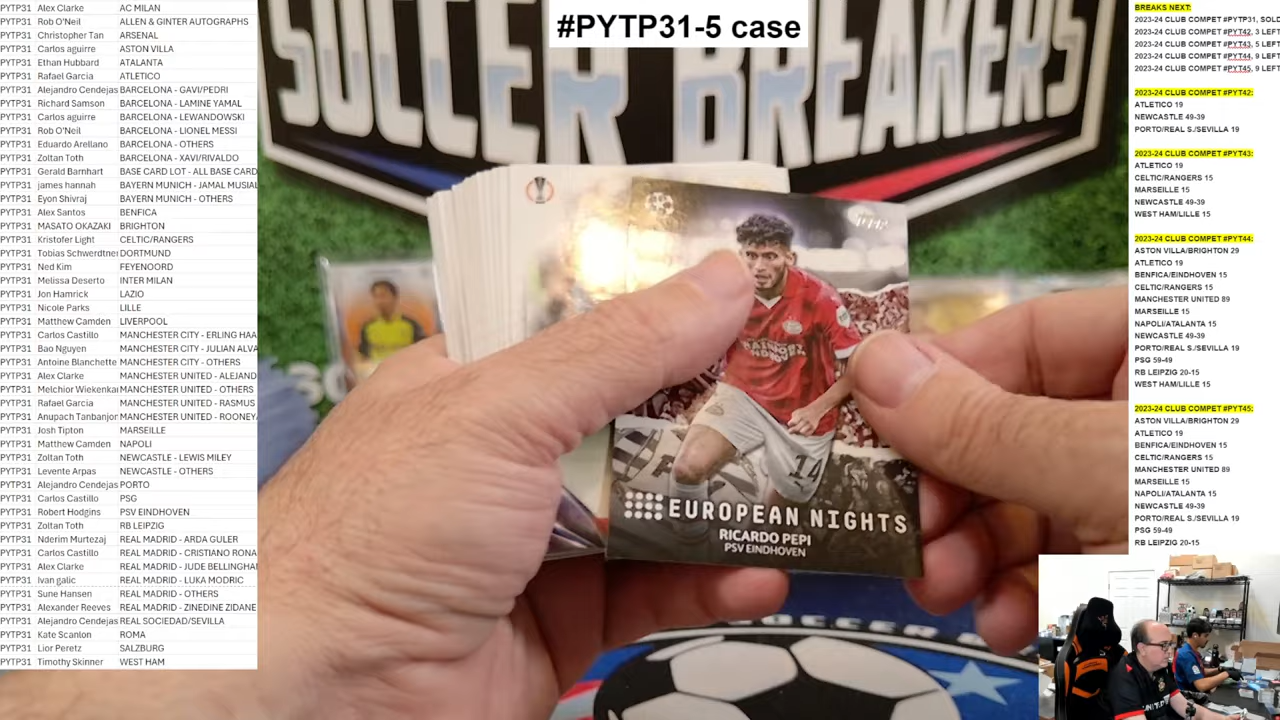 #PYTP31-5 case
SOCCER BREAKERS
PYTP31 Alex Clarke AC MILAN
PYTP31 Rob O'Neil ALLEN & GINTER AUTOGRAPHS
PYTP31 Christopher Tan ARSENAL
PYTP31 Carlos aguirre ASTON VILLA
PYTP31 Ethan Hubbard ATALANTA
PYTP31 Rafael Garcia ATLETICO
PYTP31 Alejandro Cendejas BARCELONA - GAVI/PEDRI
PYTP31 Richard Samson BARCELONA - LAMINE YAMAL
PYTP31 Carlos aguirre BARCELONA - LEWANDOWSKI
PYTP31 Rob O'Neil BARCELONA - LIONEL MESSI
PYTP31 Eduardo Arellano BARCELONA - OTHERS
PYTP31 Zoltan Toth BARCELONA - XAVI/RIVALDO
PYTP31 Gerald Barnhart BASE CARD LOT - ALL BASE CARD
PYTP31 james hannah BAYERN MUNICH - JAMAL MUSIAL
PYTP31 Eyon Shivraj BAYERN MUNICH - OTHERS
PYTP31 Alex Santos BENFICA
PYTP31 MASATO OKAZAKI BRIGHTON
PYTP31 Kristofer Light CELTIC/RANGERS
PYTP31 Tobias Schwerdtner DORTMUND
PYTP31 Ned Kim FEYENOORD
PYTP31 Melissa Deserto INTER MILAN
PYTP31 Jon Hamrick LAZIO
PYTP31 Nicole Parks LILLE
PYTP31 Matthew Camden LIVERPOOL
PYTP31 Carlos Castillo MANCHESTER CITY - ERLING HAA
PYTP31 Bao Nguyen MANCHESTER CITY - JULIAN ALVA
PYTP31 Antoine Blanchette MANCHESTER CITY - OTHERS
PYTP31 Alex Clarke MANCHESTER UNITED - ALEJAND
PYTP31 Melchior Wiekenkar MANCHESTER UNITED - OTHERS
PYTP31 Rafael Garcia MANCHESTER UNITED - RASMUS
PYTP31 Anupach Tanbanjor MANCHESTER UNITED - ROONEY
PYTP31 Josh Tipton MARSEILLE
PYTP31 Matthew Camden NAPOLI
PYTP31 Zoltan Toth NEWCASTLE - LEWIS MILEY
PYTP31 Levente Arpas NEWCASTLE - OTHERS
PYTP31 Alejandro Cendejas PORTO
PYTP31 Carlos Castillo PSG
PYTP31 Robert Hodgins PSV EINDHOVEN
PYTP31 Zoltan Toth RB LEIPZIG
PYTP31 Nderim Murtezaj REAL MADRID - ARDA GULER
PYTP31 Carlos Castillo REAL MADRID - CRISTIANO RONA
PYTP31 Alex Clarke REAL MADRID - JUDE BELLINGHA
PYTP31 Ivan galic REAL MADRID - LUKA MODRIC
PYTP31 Sune Hansen REAL MADRID - OTHERS
PYTP31 Alexander Reeves REAL MADRID - ZINEDINE ZIDANE
PYTP31 Alejandro Cendejas REAL SOCIEDAD/SEVILLA
PYTP31 Kate Scanlon ROMA
PYTP31 Lior Peretz SALZBURG
PYTP31 Timothy Skinner WEST HAM
14
EUROPEAN NIGHTS
RICARDO PEPI
PSV EINDHOVEN
BREAKS NEXT:
2023-24 CLUB COMPET #PYTP31, SOLD
2023-24 CLUB COMPET #PYT42, 3 LEFT
2023-24 CLUB COMPET #PYT43, 5 LEFT
2023-24 CLUB COMPET #PYT44, 9 LEFT
2023-24 CLUB COMPET #PYT45, 9 LEFT
2023-24 CLUB COMPET #PYT42:
ATLETICO 19
NEWCASTLE 49-39
PORTO/REAL S./SEVILLA 19
2023-24 CLUB COMPET #PYT43:
ATLETICO 19
CELTIC/RANGERS 15
MARSEILLE 15
NEWCASTLE 49-39
WEST HAM/LILLE 15
2023-24 CLUB COMPET #PYT44:
ASTON VILLA/BRIGHTON 29
ATLETICO 19
BENFICA/EINDHOVEN 15
CELTIC/RANGERS 15
MANCHESTER UNITED 89
MARSEILLE 15
NAPOLI/ATALANTA 15
NEWCASTLE 49-39
PORTO/REAL S./SEVILLA 19
PSG 59-49
RB LEIPZIG 20-15
WEST HAM/LILLE 15
2023-24 CLUB COMPET #PYT45:
ASTON VILLA/BRIGHTON 29
ATLETICO 19
BENFICA/EINDHOVEN 15
CELTIC/RANGERS 15
MANCHESTER UNITED 89
MARSEILLE 15
NAPOLI/ATALANTA 15
NEWCASTLE 49-39
PORTO/REAL S./SEVILLA 19
PSG 59-49
RB LEIPZIG 20-15